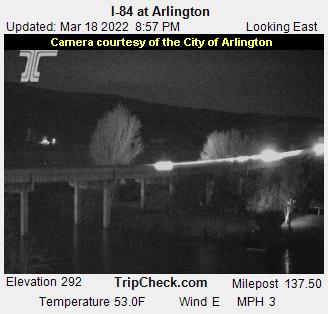 I-84 at Arlington
Updated: Mar 18 2022 8:57 PM Looking East
Camera courtesy of the City of Arlington
Elevation 292 TripCheck.com Milepost 137.50
Temperature 53.0F Wind E MPH 3